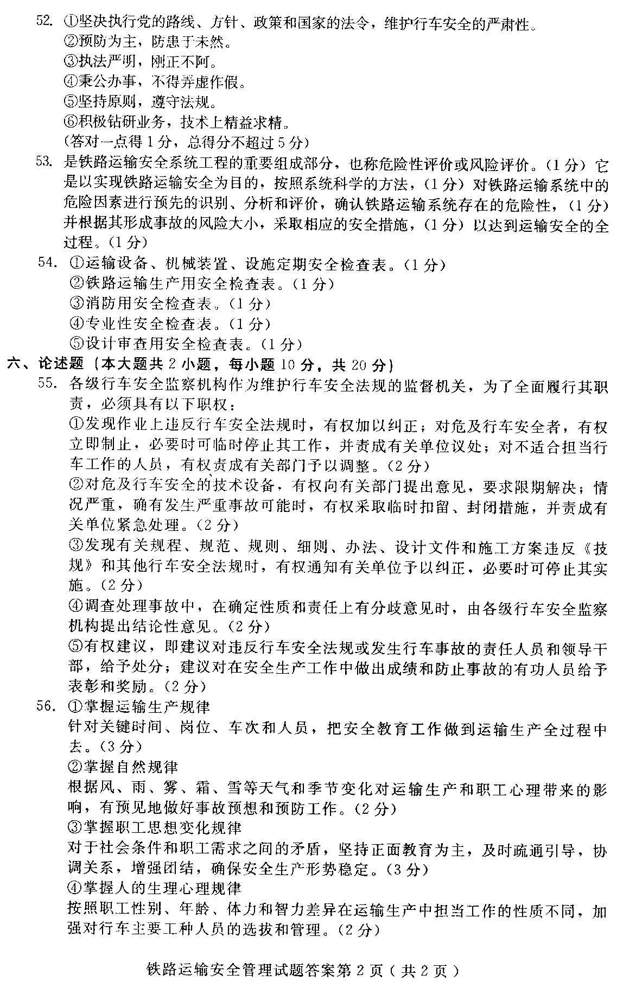 52. ①坚决执行党的路线、方针、政策和国家的法令，维护行车安全的严肃性。
②预防为主，防患于未然。
③执法严明，刚正不阿。
④秉公办事，不得弄虚作假。
⑤坚持原则，遵守法规。
⑥积极钻研业务，技术上精益求精。
(答对一点得1分，总得分不超过5分)
53. 是铁路运输安全系统工程的重要组成部分，也称危险性评价或风险评价。(1分) 它
是以实现铁路运输安全为目的，按照系统科学的方法，(1分) 对铁路运输系统中的
危险因素进行预先的识别、分析和评价，确认铁路运输系统存在的危险性，(1分)
并根据其形成事故的风险大小，采取相应的安全措施，(1分) 以达到运输安全的全
过程。(1分)
54. ①运输设备、机械装置、设施定期安全检查表。(1分)
②铁路运输生产用安全检查表。(1分)
③消防用安全检查表。(1分)
④专业性安全检查表。(1分)
⑤设计审查用安全检查表。(1分)
六、论述题 (本大题共2小题，每小题10分，共20分)
55. 各级行车安全监察机构作为维护行车安全法规的监督机关，为了全面履行其职
责，必须具有以下职权：
①发现作业上违反行车安全法规时，有权加以纠正；对危及行车安全者，有权
立即制止，必要时可临时停止其工作，并责成有关单位议处；对不适合担当行
车工作的人员，有权责成有关部门予以调整。(2分)
②对危及行车安全的技术设备，有权向有关部门提出意见，要求限期解决；情
况严重，确有发生严重事故可能时，有权采取临时扣留、封闭措施，并责成有
关单位紧急处理。(2分)
③发现有关规程、规范、规则、细则、办法、设计文件和施工方案违反《技
规》和其他行车安全法规时，有权通知有关单位予以纠正，必要时可停止其实
施。(2分)
④调查处理事故中，在确定性质和责任上有分歧意见时，由各级行车安全监察
机构提出结论性意见。(2分)
⑤有权建议，即建议对违反行车安全法规或发生行车事故的责任人员和领导干
部，给予处分；建议对在安全生产工作中做出成绩和防止事故的有功人员给予
表彰和奖励。(2分)
56. ①掌握运输生产规律
针对关键时间、岗位、车次和人员，把安全教育工作做到运输生产全过程中
去。(3分)
②掌握自然规律
根据风、雨、雾、霜、雪等天气和季节变化对运输生产和职工心理带来的影
响，有预见地做好事故预想和预防工作。(2分)
③掌握职工思想变化规律
对于社会条件和职工需求之间的矛盾，坚持正面教育为主，及时疏通引导，协
调关系，增强团结，确保安全生产形势稳定。(3分)
④掌握人的生理心理规律
按照职工性别、年龄、体力和智力差异在运输生产中担当工作的性质不同，加
强对行车主要工种人员的选拔和管理。(2分)
铁路运输安全管理试题答案第2页（共2页）